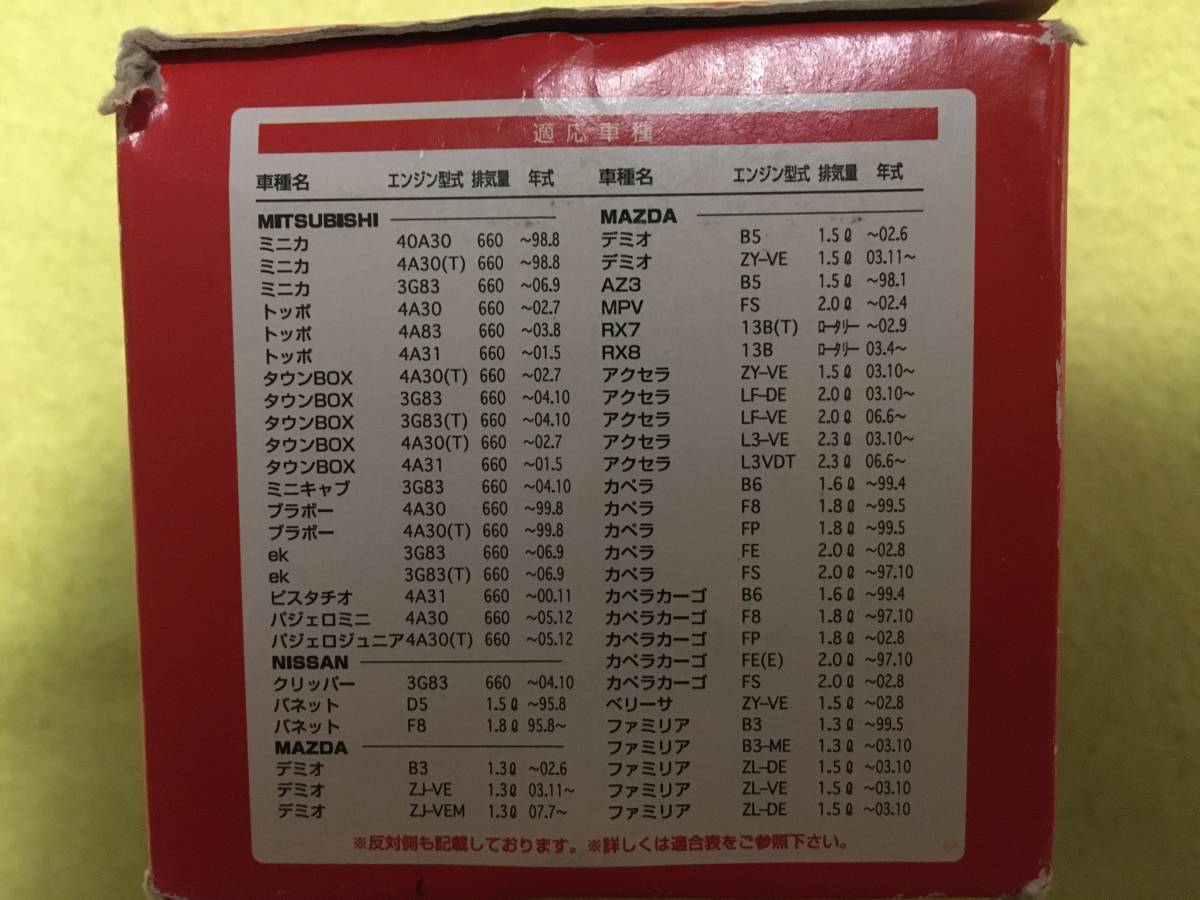 適応車種
車種名 エンジン型式 排気量 年式
MITSUBISHI
ミニカ 40A30 660 ~98.8
ミニカ 4A30(T) 660 ~98.8
ミニカ 3G83 660 ~06.9
トッポ 4A30 660 ~02.7
トッポ 4A83 660 ~03.8
トッポ 4A31 660 ~01.5
タウンBOX 4A30(T) 660 ~02.7
タウンBOX 3G83 660 ~04.10
タウンBOX 3G83(T) 660 ~04.10
タウンBOX 4A30(T) 660 ~02.7
タウンBOX 4A31 660 ~01.5
ミニキャブ 3G83 660 ~04.10
ブラボー 4A30 660 ~99.8
ブラボー 4A30(T) 660 ~99.8
ek 3G83 660 ~06.9
ek 3G83(T) 660 ~06.9
ピスタチオ 4A31 660 ~00.11
パジェロミニ 4A30 660 ~05.12
パジェロジュニア 4A30(T) 660 ~05.12
NISSAN
クリッパー 3G83 660 ~04.10
バネット D5 1.5ℓ ~95.8
バネット F8 1.8ℓ 95.8~
MAZDA
デミオ B3 1.3ℓ ~02.6
デミオ ZJ-VE 1.3ℓ 03.11~
デミオ ZJ-VEM 1.3ℓ 07.7~
車種名 エンジン型式 排気量 年式
MAZDA
デミオ B5 1.5ℓ ~02.6
デミオ ZY-VE 1.5ℓ 03.11~
AZ3 B5 1.5ℓ ~98.1
MPV FS 2.0ℓ ~02.4
RX7 13B(T) ロータリー ~02.9
RX8 13B ロータリー 03.4~
アクセラ ZY-VE 1.5ℓ 03.10~
アクセラ LF-DE 2.0ℓ 03.10~
アクセラ LF-VE 2.0ℓ 06.6~
アクセラ L3-VE 2.3ℓ 03.10~
アクセラ L3VDT 2.3ℓ 06.6~
カペラ B6 1.6ℓ ~99.4
カペラ F8 1.8ℓ ~99.5
カペラ FP 1.8ℓ ~99.5
カペラ FE 2.0ℓ ~02.8
カペラ FS 2.0ℓ ~97.10
カペラカーゴ B6 1.6ℓ ~99.4
カペラカーゴ F8 1.8ℓ ~97.10
カペラカーゴ FP 1.8ℓ ~02.8
カペラカーゴ FE(E) 2.0ℓ ~97.10
カペラカーゴ FS 2.0ℓ ~02.8
ベリーサ ZY-VE 1.5ℓ ~02.8
ファミリア B3 1.3ℓ ~99.5
ファミリア B3-ME 1.3ℓ ~03.10
ファミリア ZL-DE 1.5ℓ ~03.10
ファミリア ZL-VE 1.5ℓ ~03.10
ファミリア ZL-DE 1.5ℓ ~03.10
※反対側も記載しております。※詳しくは適合表をご参照下さい。